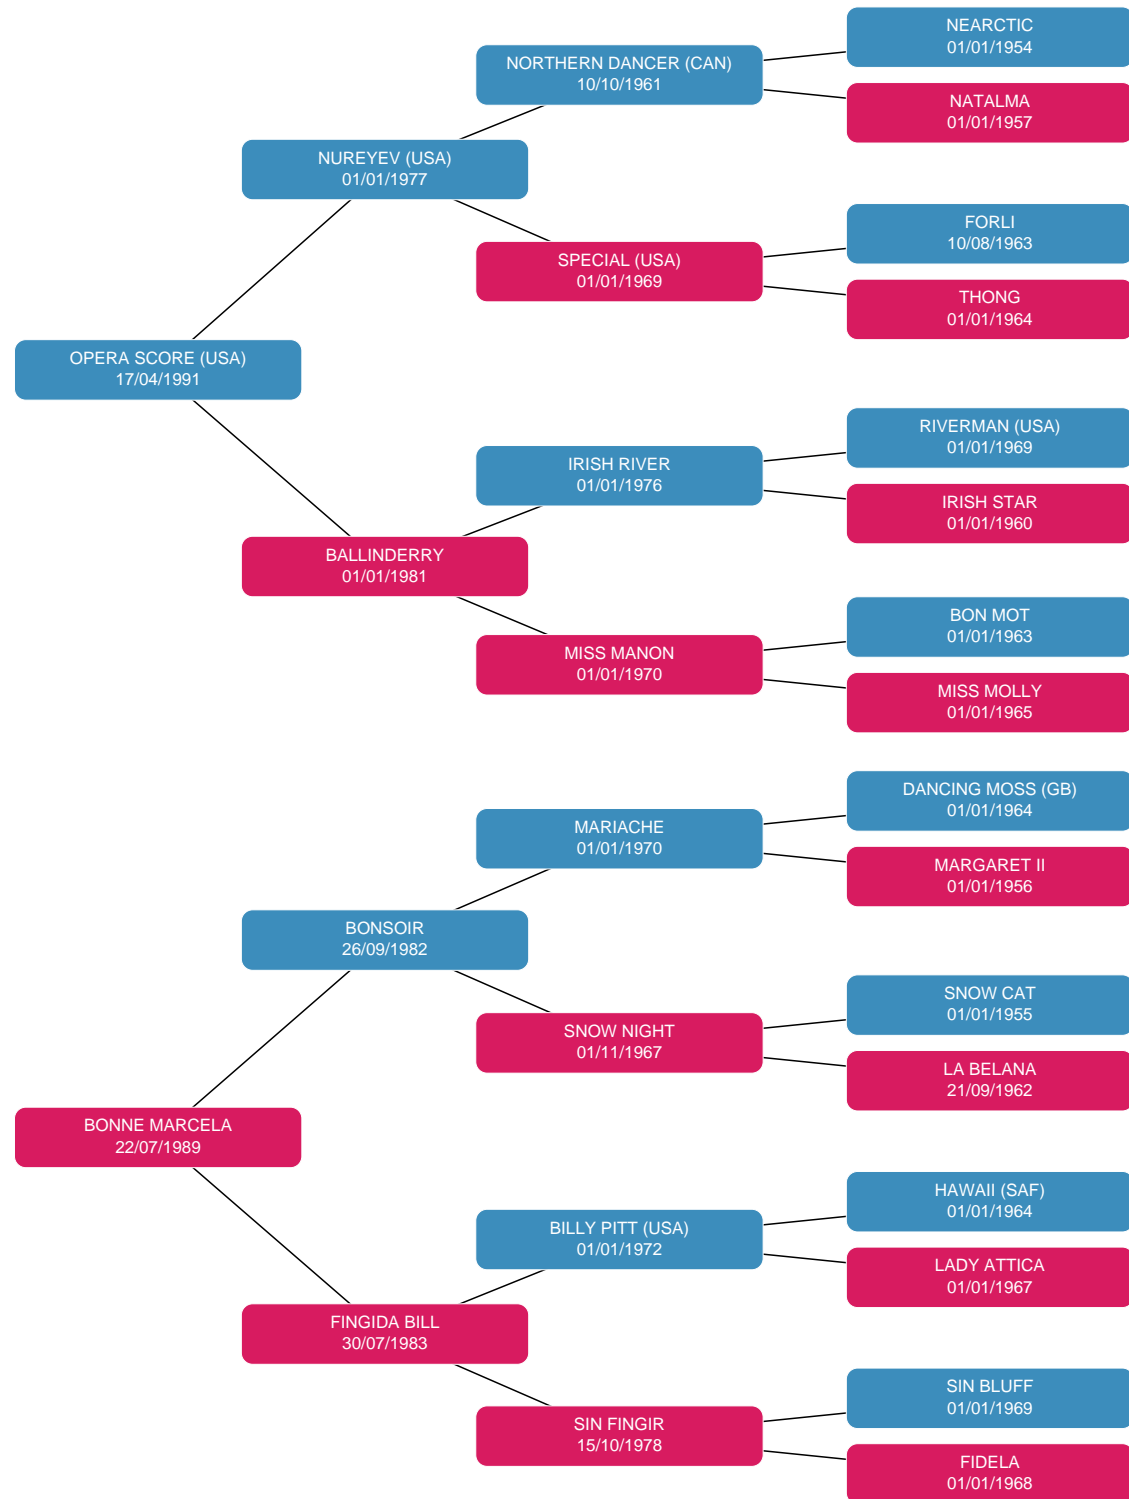 NEARCTIC
01/01/1954
NORTHERN DANCER (CAN)
10/10/1961
NATALMA
01/01/1957
NUREYEV (USA)
01/01/1977
FORLI
10/08/1963
SPECIAL (USA)
01/01/1969
THONG
01/01/1964
OPERA SCORE (USA)
17/04/1991
RIVERMAN (USA)
01/01/1969
IRISH RIVER
01/01/1976
IRISH STAR
01/01/1960
BALLINDERRY
01/01/1981
BON MOT
01/01/1963
MISS MANON
01/01/1970
MISS MOLLY
01/01/1965
DANCING MOSS (GB)
01/01/1964
MARIACHE
01/01/1970
MARGARET II
01/01/1956
BONSOIR
26/09/1982
SNOW CAT
01/01/1955
SNOW NIGHT
01/11/1967
LA BELANA
21/09/1962
BONNE MARCELA
22/07/1989
HAWAII (SAF)
01/01/1964
BILLY PITT (USA)
01/01/1972
LADY ATTICA
01/01/1967
FINGIDA BILL
30/07/1983
SIN BLUFF
01/01/1969
SIN FINGIR
15/10/1978
FIDELA
01/01/1968